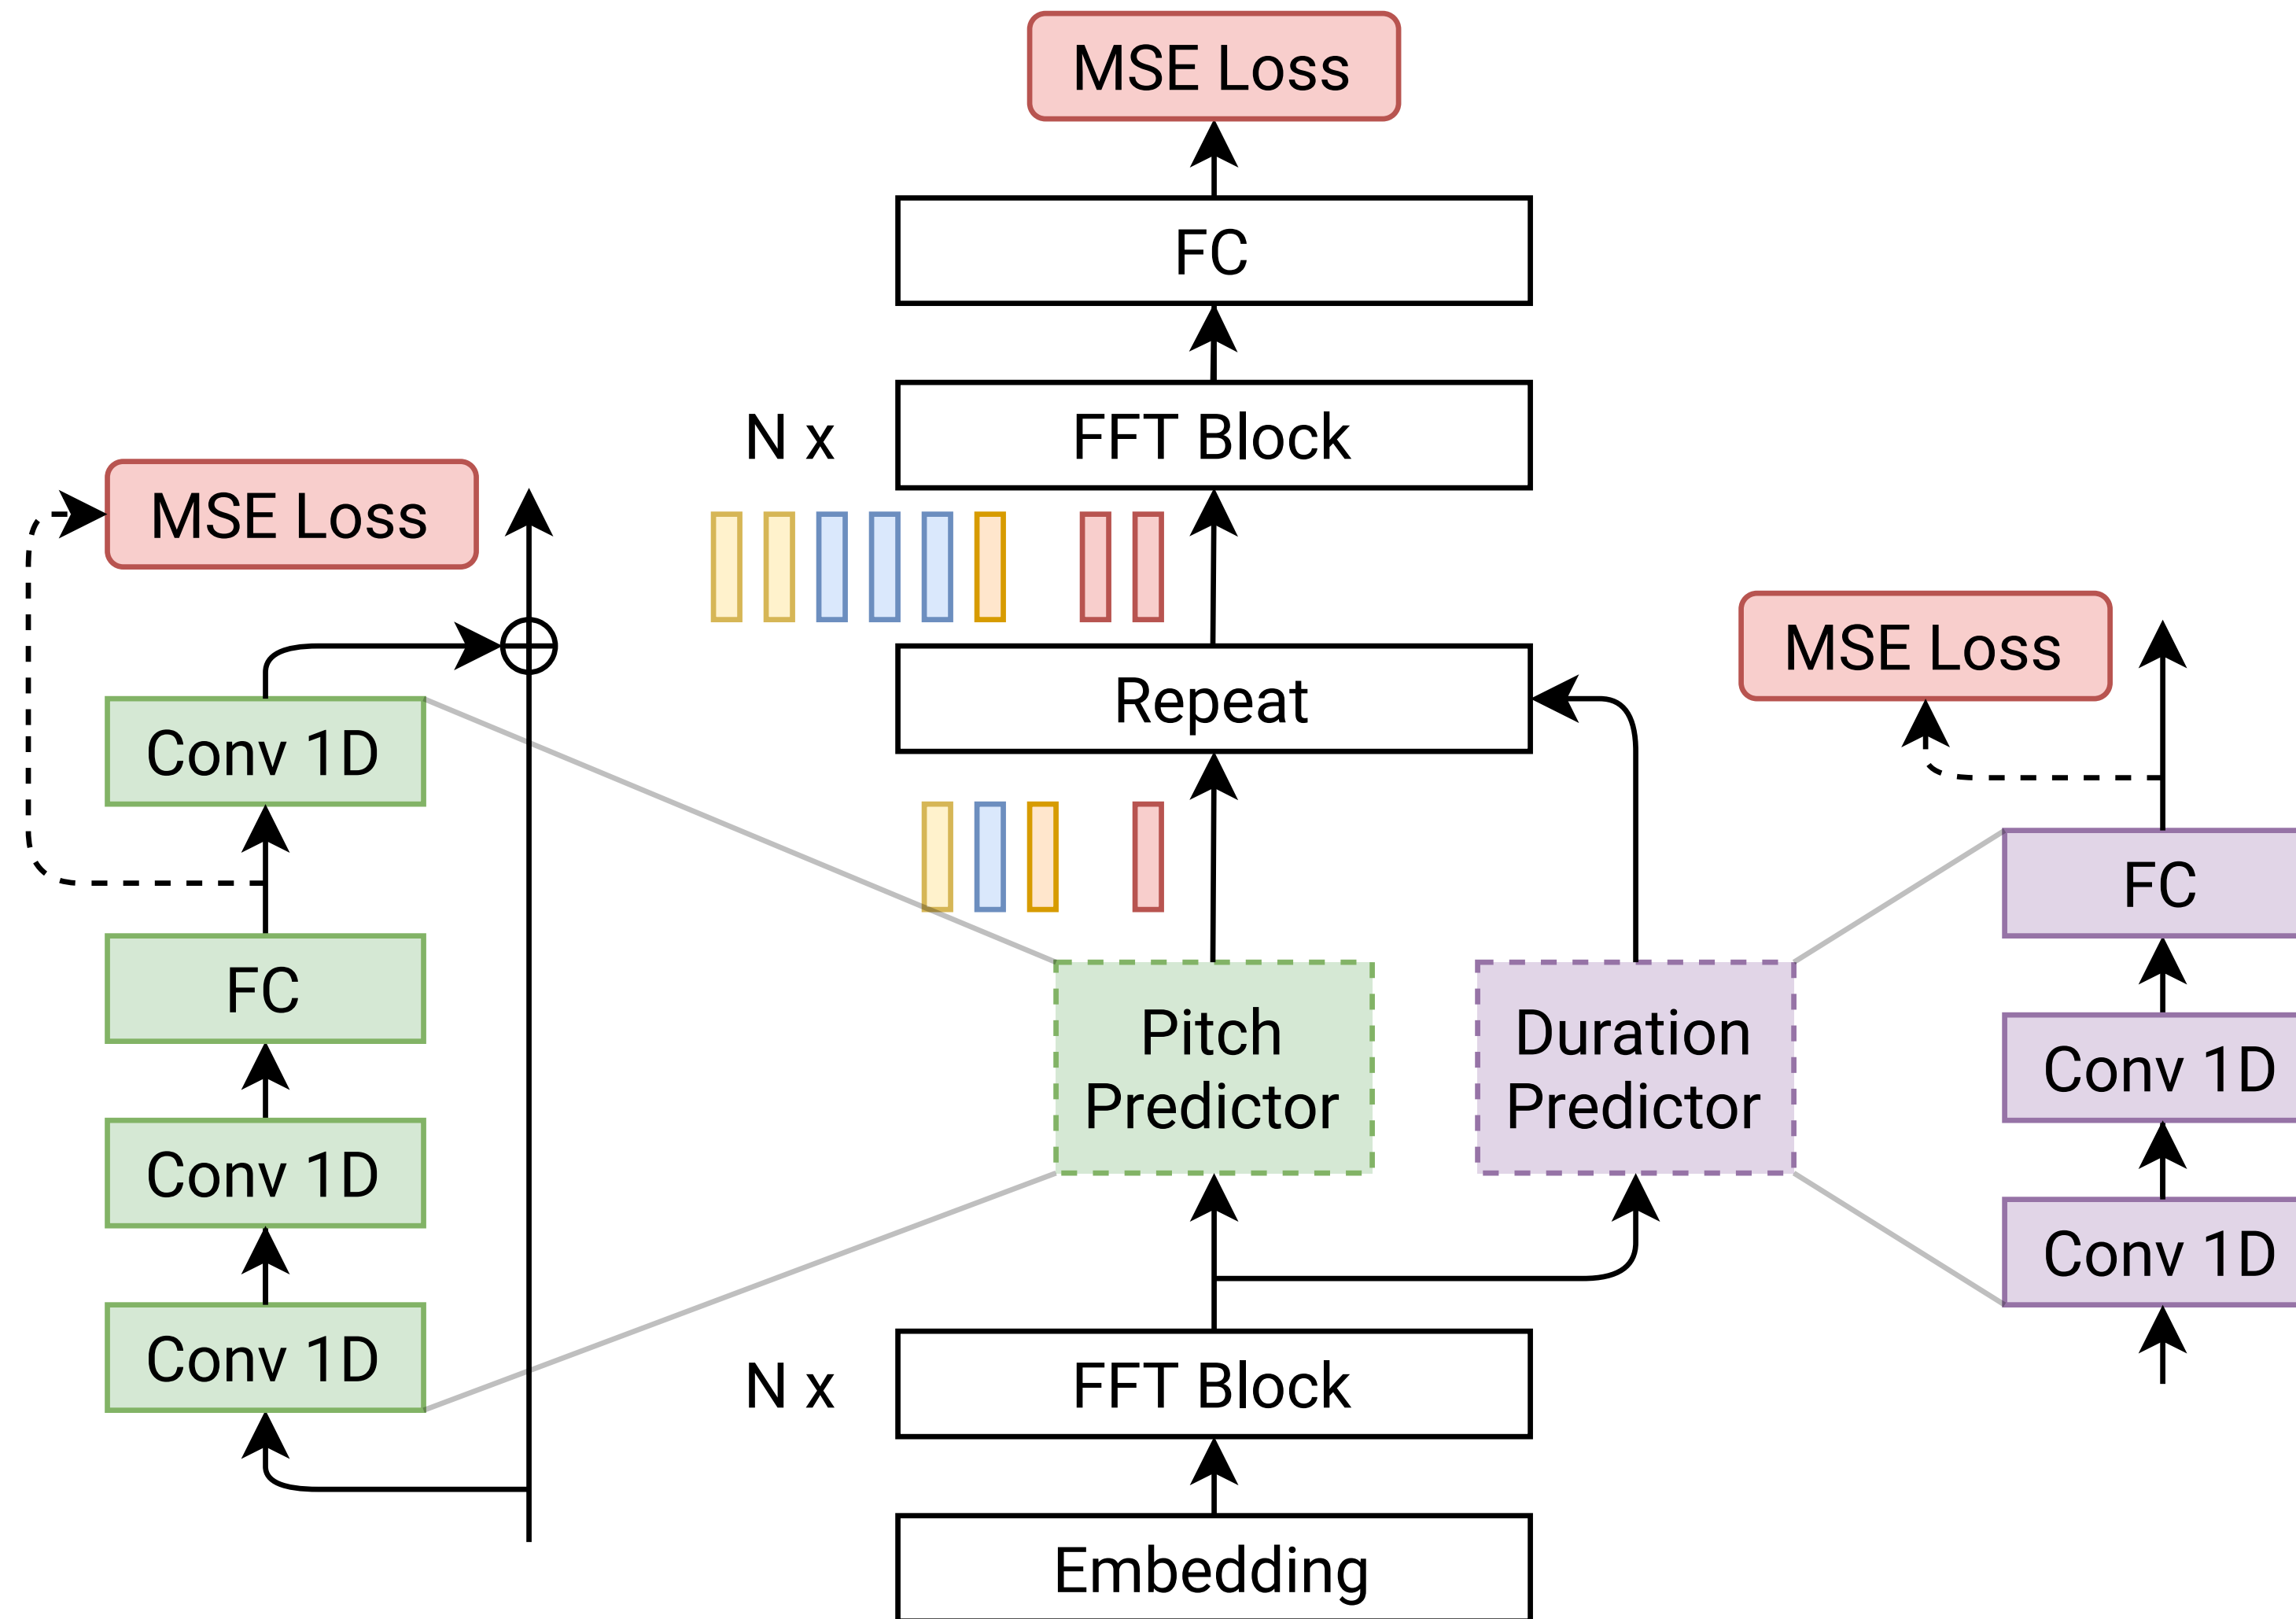 MSE Loss
FC
N x
FFT Block
MSE Loss
MSE Loss
Repeat
Conv 1D
FC
FC
Pitch
Predictor
Duration
Predictor
Conv 1D
Conv 1D
Conv 1D
Conv 1D
N x
FFT Block
Embedding